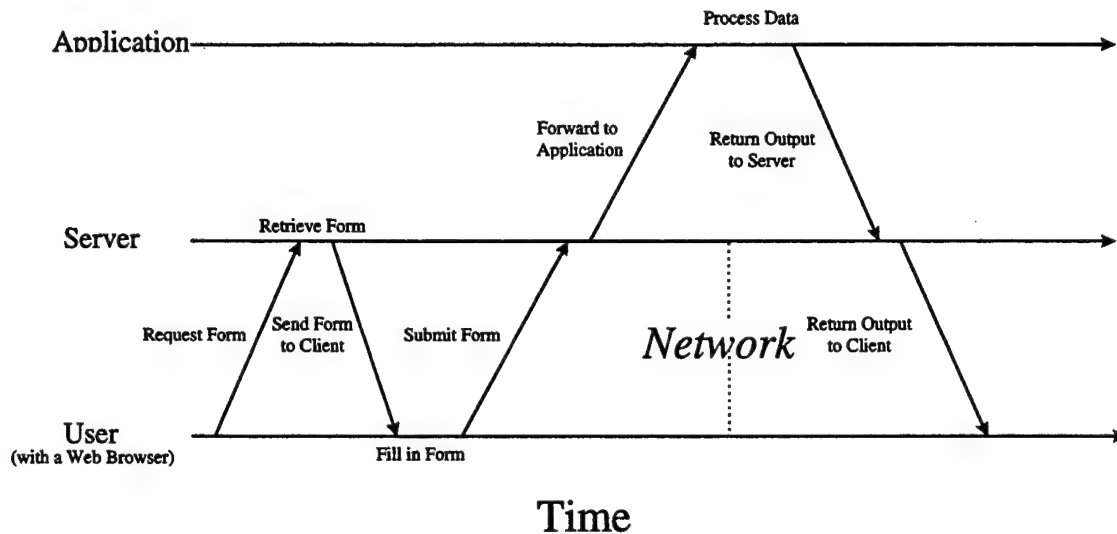 Process Data
Application
Forward to
Application
Return Output
to Server
Retrieve Form
Server
Request Form
Send Form
to Client
Submit Form
Network
Return Output
to Client
User
(with a Web Browser)
Fill in Form
Time